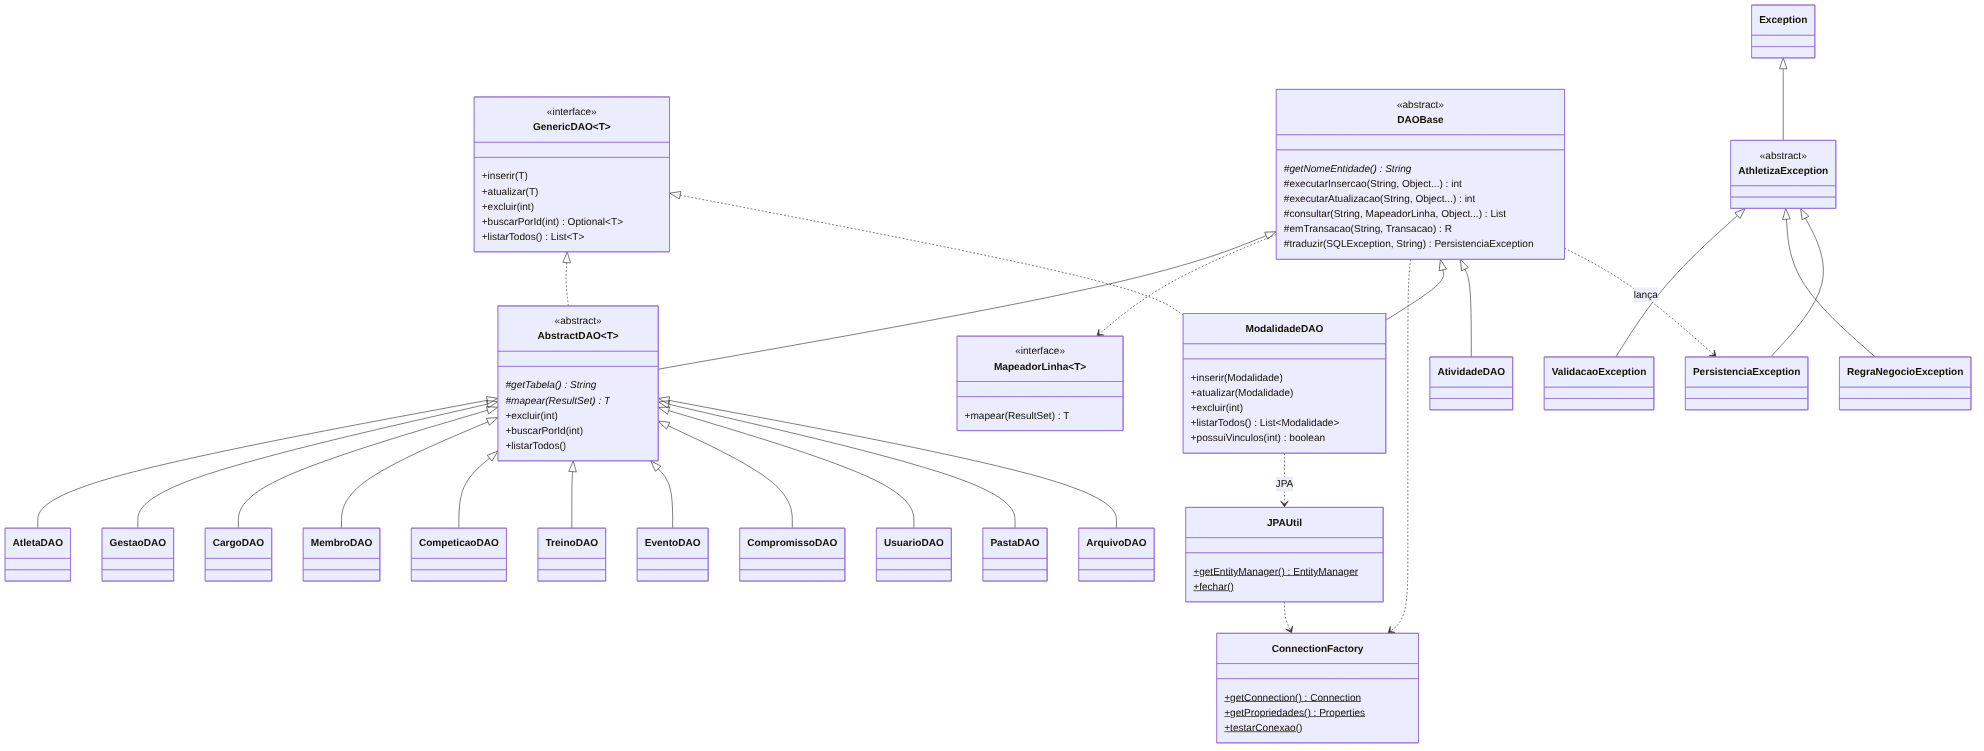 Exception
«interface»
GenericDAO<T>
+inserir(T)
+atualizar(T)
+excluir(int)
+buscarPorId(int) : Optional<T>
+listarTodos() : List<T>
«abstract»
DAOBase
#getNomeEntidade() : String
#executarInsercao(String, Object...) : int
#executarAtualizacao(String, Object...) : int
#consultar(String, MapeadorLinha, Object...) : List
#emTransacao(String, Transacao) : R
#traduzir(SQLException, String) : PersistenciaException
«abstract»
AthletizaException
lança
«abstract»
AbstractDAO<T>
#getTabela() : String
#mapear(ResultSet) : T
+excluir(int)
+buscarPorId(int)
+listarTodos()
«interface»
MapeadorLinha<T>
+mapear(ResultSet) : T
ModalidadeDAO
+inserir(Modalidade)
+atualizar(Modalidade)
+excluir(int)
+listarTodos() : List<Modalidade>
+possuiVinculos(int) : boolean
AtividadeDAO
ValidacaoException
PersistenciaException
RegraNegocioException
JPA
AtletaDAO
GestaoDAO
CargoDAO
MembroDAO
CompeticaoDAO
TreinoDAO
EventoDAO
CompromissoDAO
UsuarioDAO
PastaDAO
ArquivoDAO
JPAUtil
+getEntityManager() : EntityManager
+fechar()
ConnectionFactory
+getConnection() : Connection
+getPropriedades() : Properties
+testarConexao()